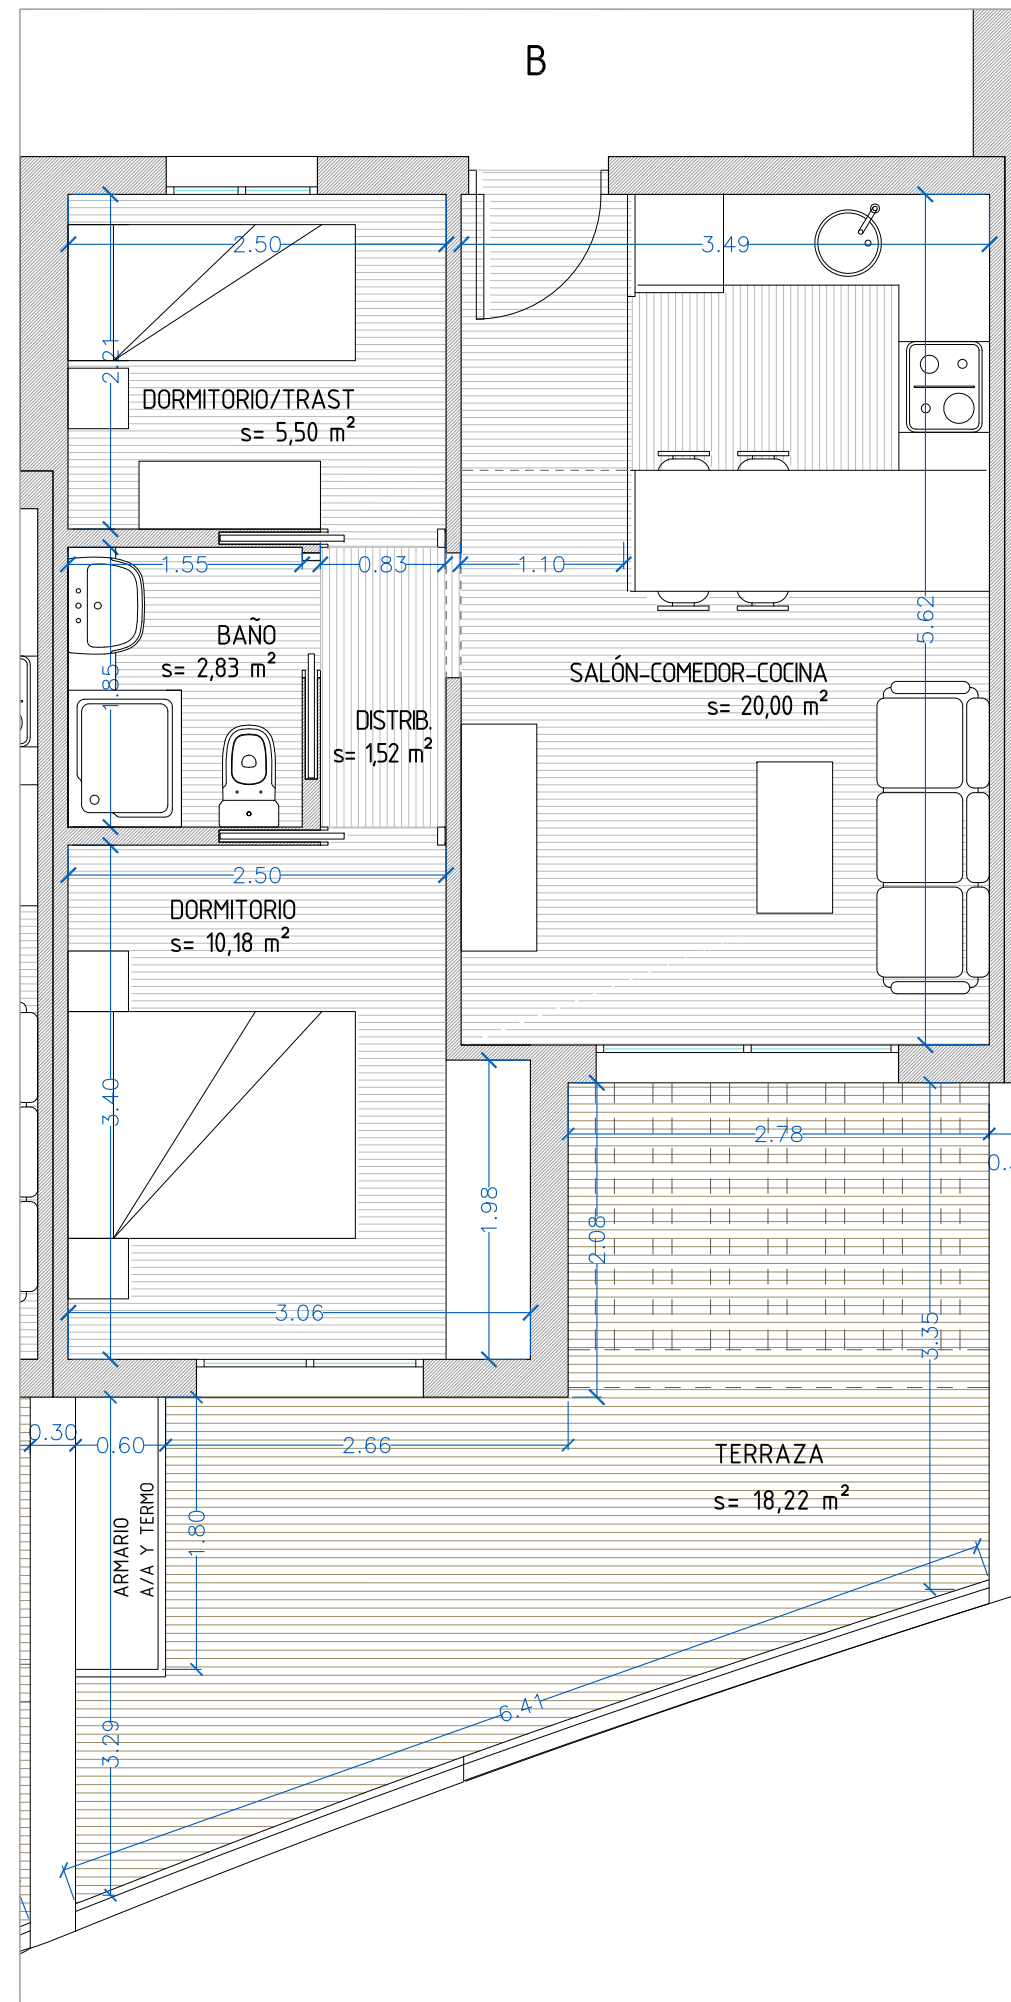 B
2.50
3.49
2.21
DORMITORIO/TRAST
s= 5,50 m²
1.55
0.83
1.10
5.62
BAÑO
s= 2,83 m²
1.85
SALÓN-COMEDOR-COCINA
s= 20,00 m²
DISTRIB.
s= 1,52 m²
2.50
DORMITORIO
s= 10,18 m²
3.40
2.78
1.98
2.08
3.06
3.35
0.30
0.60
2.66
TERRAZA
s= 18,22 m²
ARMARIO
A/A Y TERMO
1.80
6.41
3.29